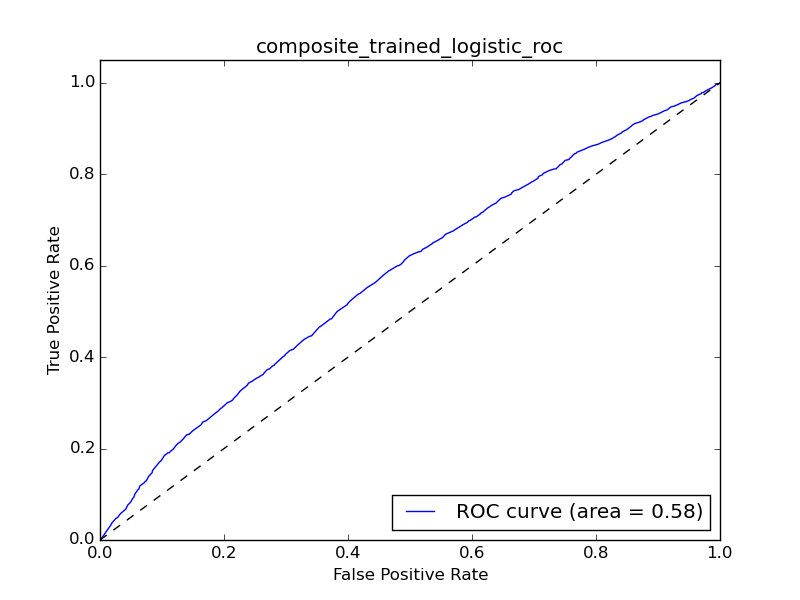 composite_trained_logistic_roc
1.0
0.8
0.6
0.4
0.2
0.0
True Positive Rate
ROC curve (area = 0.58)
0.0 0.2 0.4 0.6 0.8 1.0
False Positive Rate